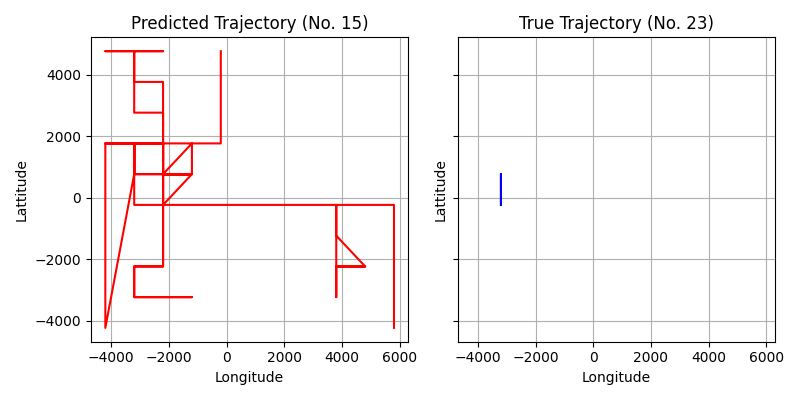 Predicted Trajectory (No. 15)
True Trajectory (No. 23)
Lattitude
4000
2000
0
−2000
−4000
−4000 −2000 0 2000 4000 6000
Longitude
Lattitude
−4000 −2000 0 2000 4000 6000
Longitude